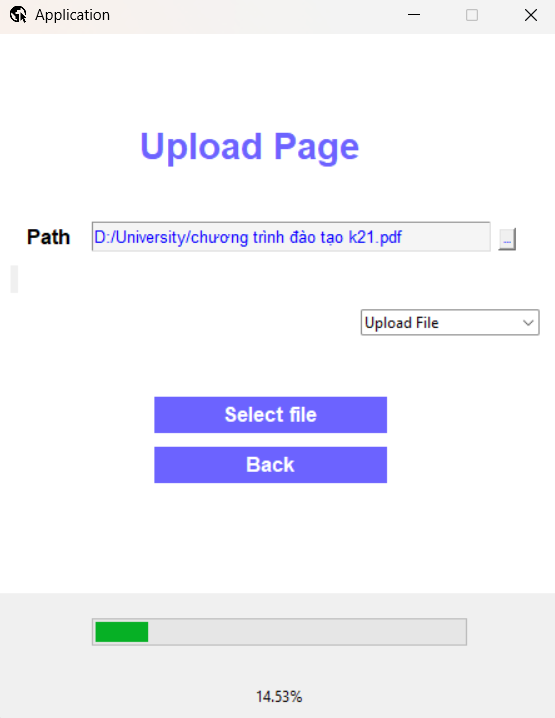 Application
Upload Page
Path D:/University/chương trình đào tạo k21.pdf ...
Upload File
Select file
Back
14.53%